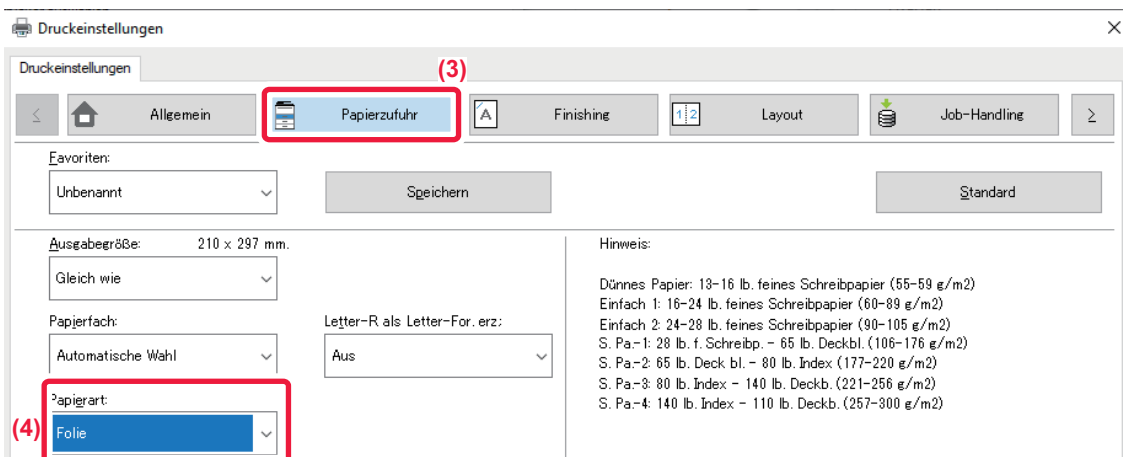 Druckeinstellungen
Druckeinstellungen
(3)
Allgemein
Papierzufuhr
Finishing
Layout
Job-Handling
Favoriten:
Unbenannt
Speichern
Standard
Ausgabegröße: 210 x 297 mm.
Gleich wie
Papierfach:
Automatische Wahl
Letter-R als Letter-For. erz:
Aus
Papierart:
(4)
Folie
Hinweis:
Dünnes Papier: 13-16 lb. feines Schreibpapier (55-59 g/m2)
Einfach 1: 16-24 lb. feines Schreibpapier (60-89 g/m2)
Einfach 2: 24-28 lb. feines Schreibpapier (90-105 g/m2)
S. Pa.-1: 28 lb. f. Schreibp. - 65 lb. Deckbl. (106-176 g/m2)
S. Pa.-2: 65 lb. Deck bl. - 80 lb. Index (177-220 g/m2)
S. Pa.-3: 80 lb. Index - 140 lb. Deckb. (221-256 g/m2)
S. Pa.-4: 140 lb. Index - 110 lb. Deckb. (257-300 g/m2)